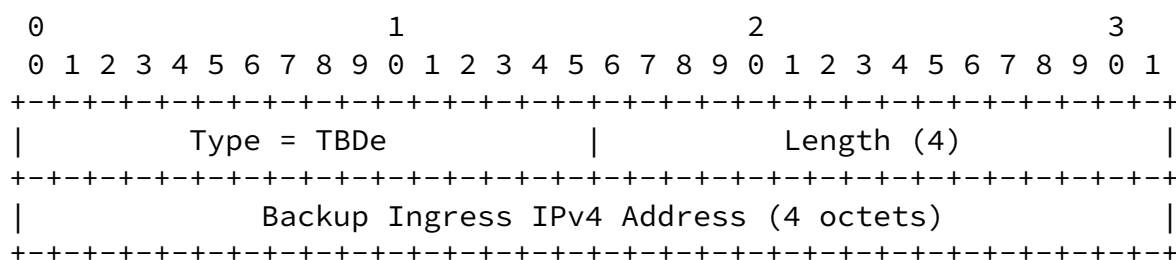 0                   1                   2                   3
 0 1 2 3 4 5 6 7 8 9 0 1 2 3 4 5 6 7 8 9 0 1 2 3 4 5 6 7 8 9 0 1
+-+-+-+-+-+-+-+-+-+-+-+-+-+-+-+-+-+-+-+-+-+-+-+-+-+-+-+-+-+-+-+-+
|         Type = TBDe           |          Length (4)           |
+-+-+-+-+-+-+-+-+-+-+-+-+-+-+-+-+-+-+-+-+-+-+-+-+-+-+-+-+-+-+-+-+
|             Backup Ingress IPv4 Address (4 octets)            |
+-+-+-+-+-+-+-+-+-+-+-+-+-+-+-+-+-+-+-+-+-+-+-+-+-+-+-+-+-+-+-+-+